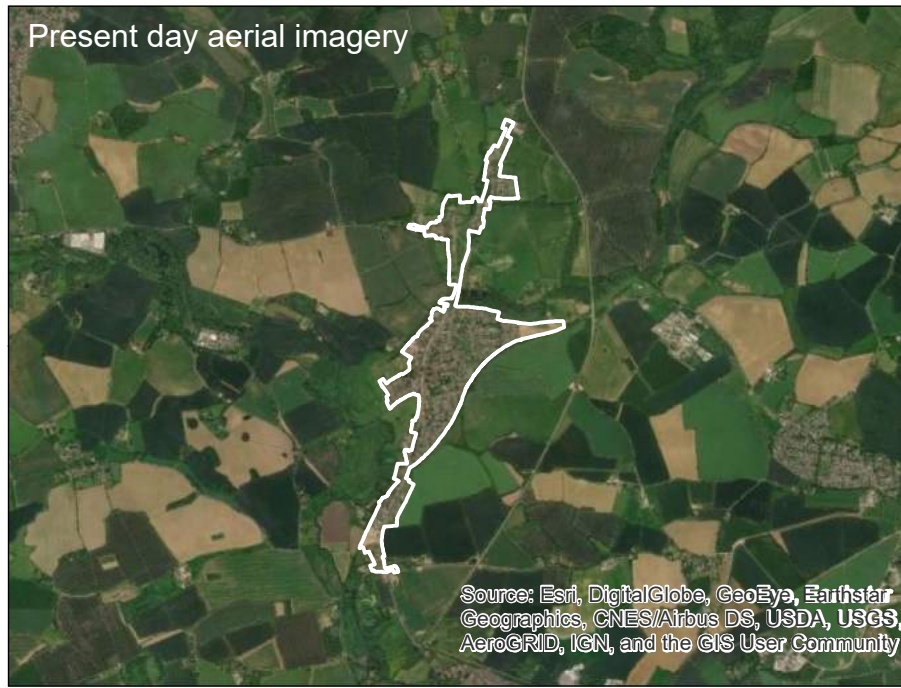 Present day aerial imagery
Source: Esri, DigitalGlobe, GeoEye, Earthstar
Geographics, CNES/Airbus DS, USDA, USGS,
AeroGRID, IGN, and the GIS User Community